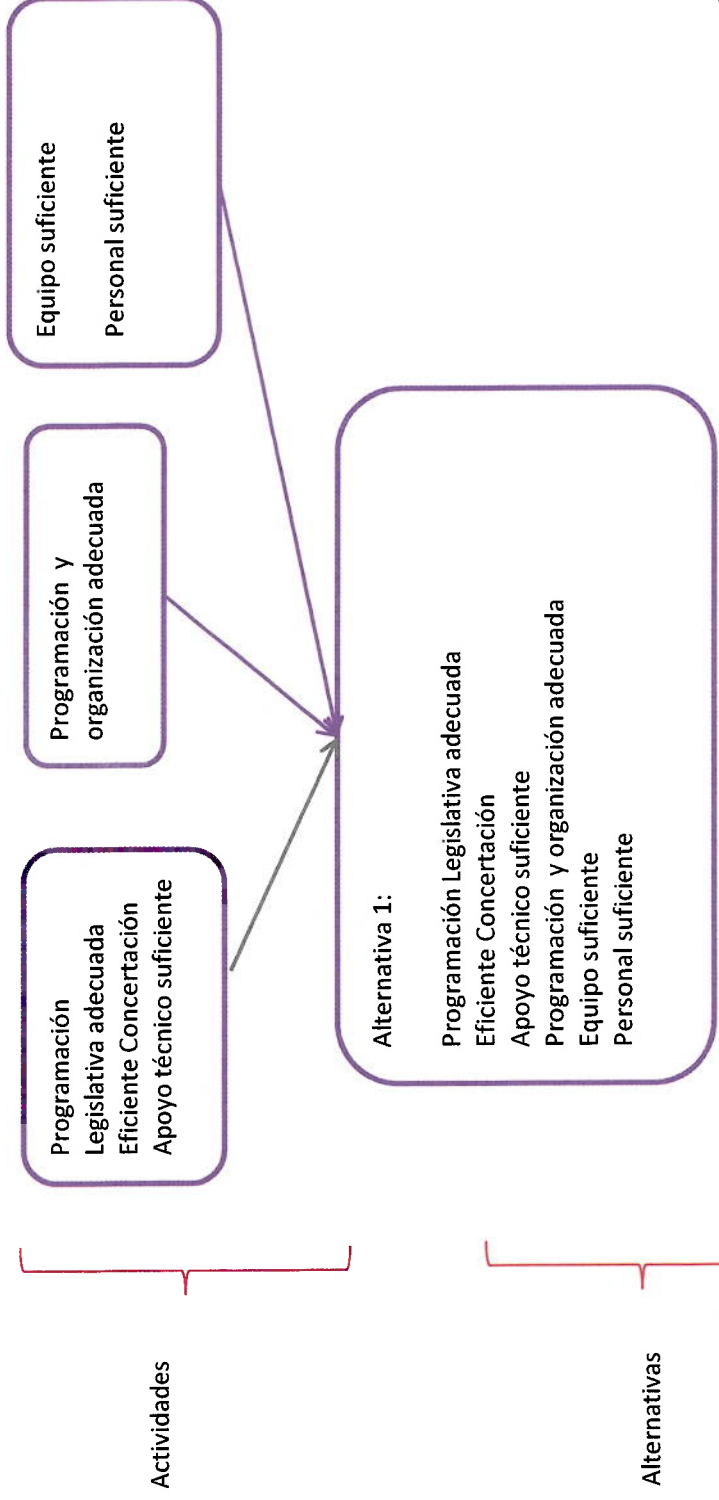 Actividades
Programación
Legislativa adecuada
Eficiente Concertación
Apoyo técnico suficiente
Programación y
organización adecuada
Equipo suficiente
Personal suficiente
Alternativas
Alternativa 1:
Programación Legislativa adecuada
Eficiente Concertación
Apoyo técnico suficiente
Programación y organización adecuada
Equipo suficiente
Personal suficiente